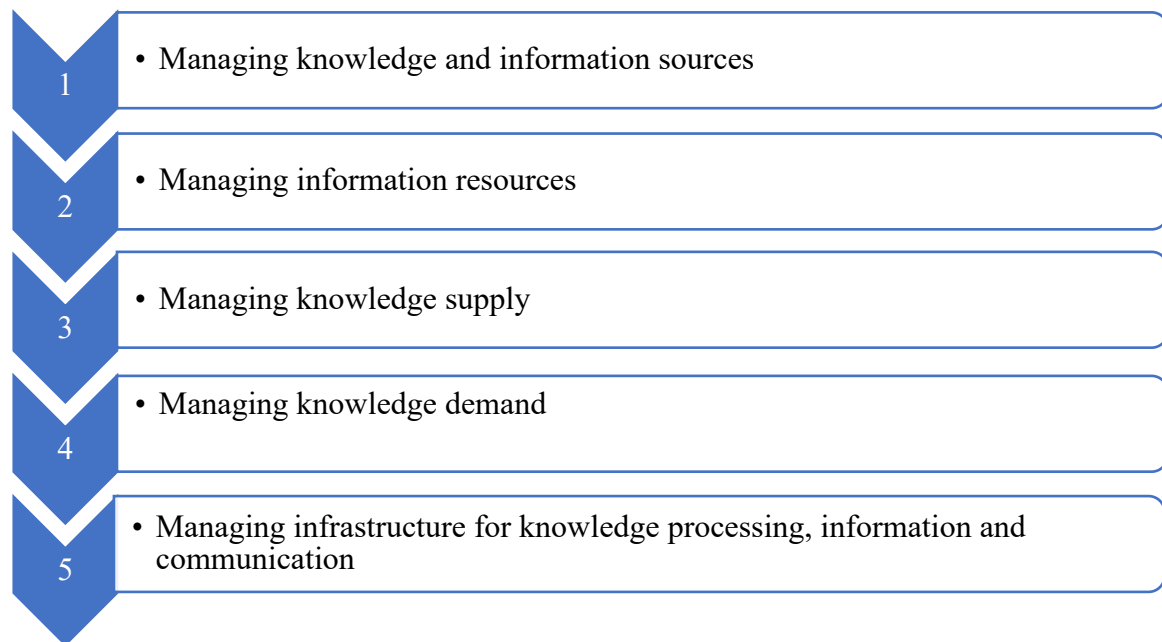 1
• Managing knowledge and information sources
2
• Managing information resources
3
• Managing knowledge supply
4
• Managing knowledge demand
5
• Managing infrastructure for knowledge processing, information and
communication